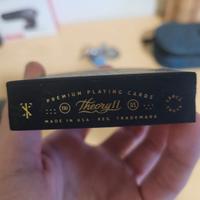 PREMIUM PLAYING CARDS
Theory11
MADE IN USA REG. TRADEMARK